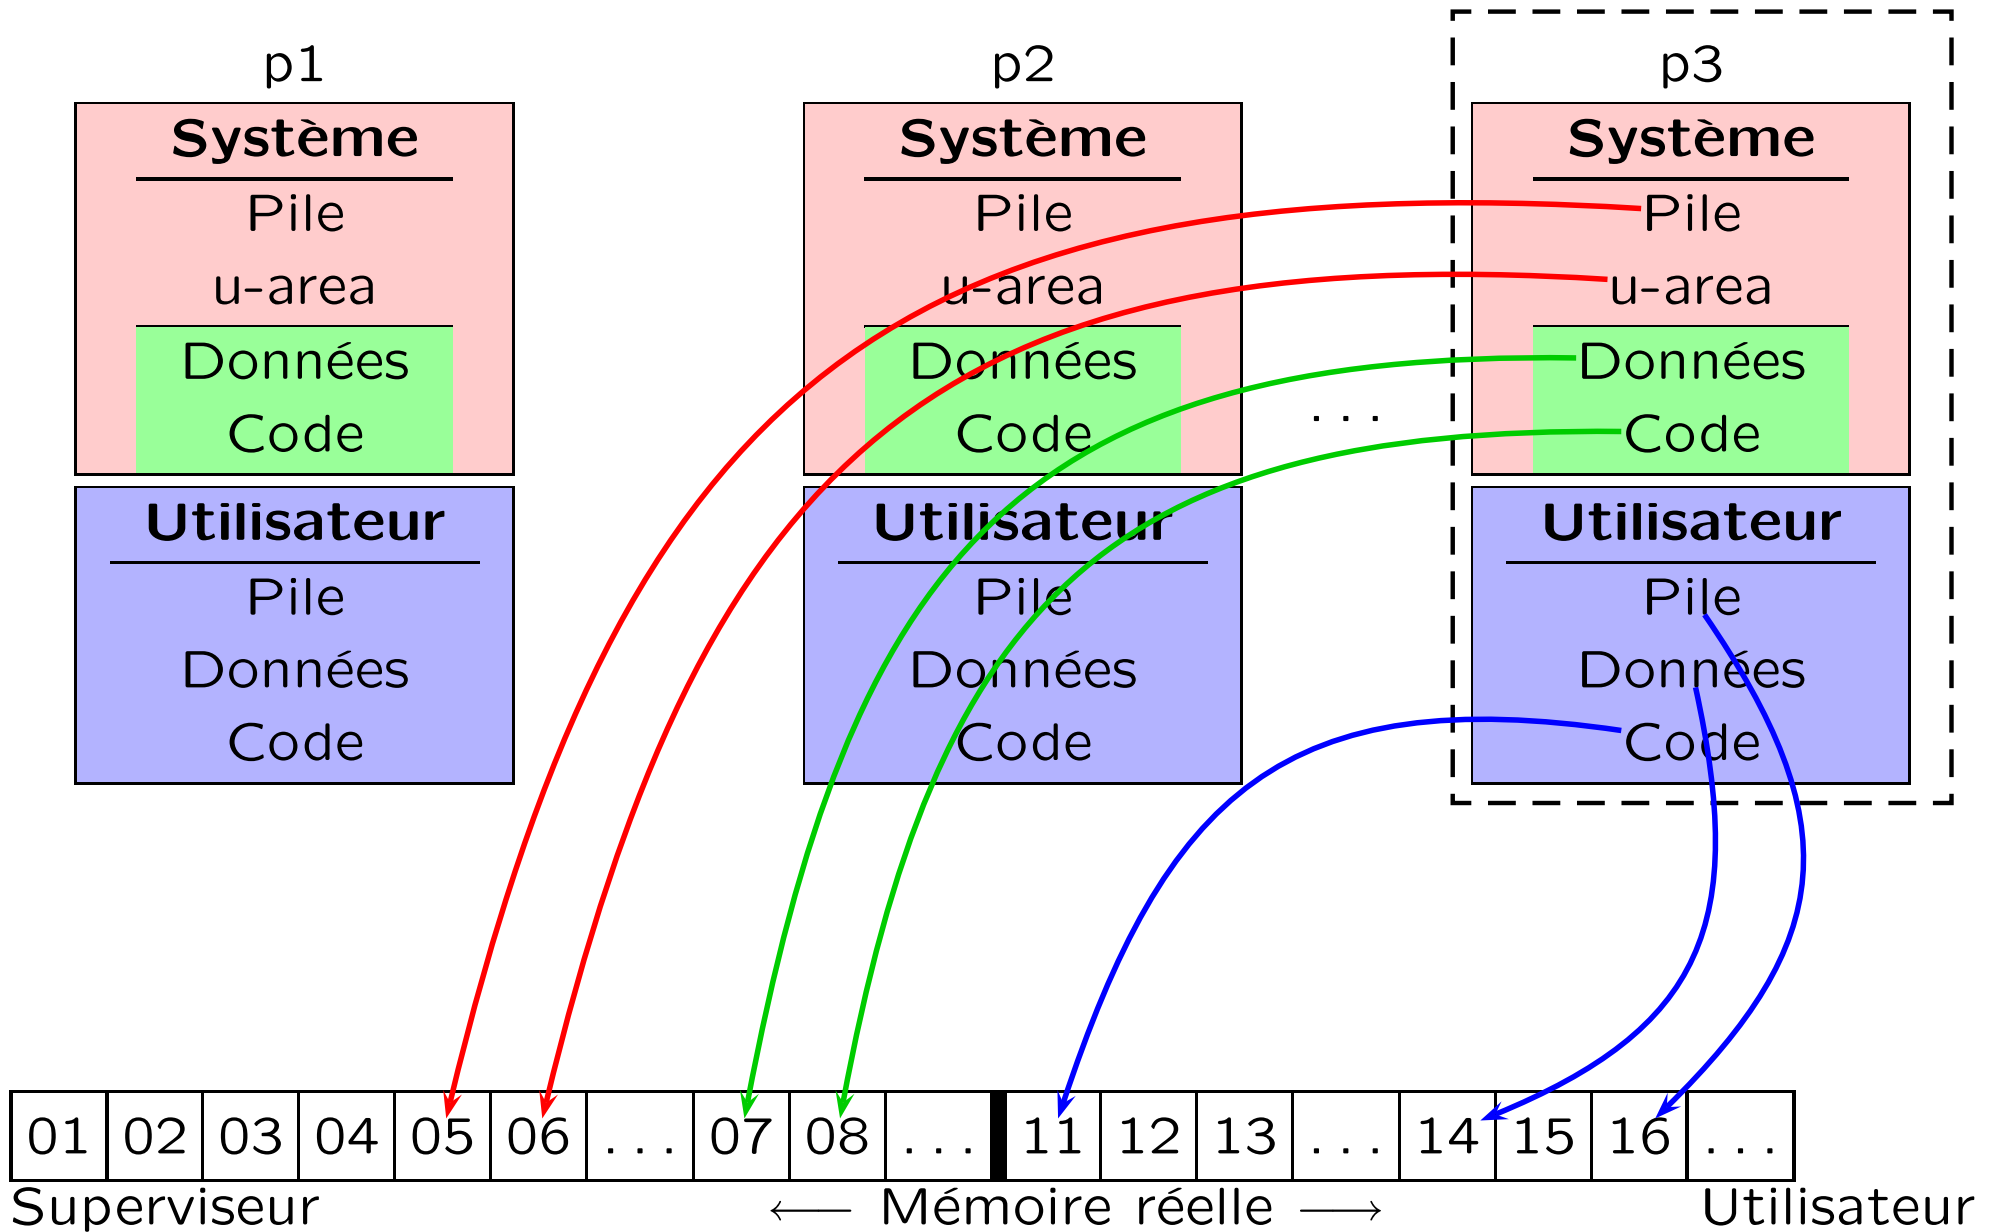 p1
Système
Pile
u-area
Données
Code
Utilisateur
Pile
Données
Code
p2
Système
Pile
u-area
Données
Code
Utilisateur
Pile
Données
Code
...
p3
Système
Pile
u-area
Données
Code
Utilisateur
Pile
Données
Code
01 02 03 04 05 06 ... 07 08 ... 11 12 13 ... 14 15 16 ...
Superviseur ⟵ Mémoire réelle ⟶ Utilisateur